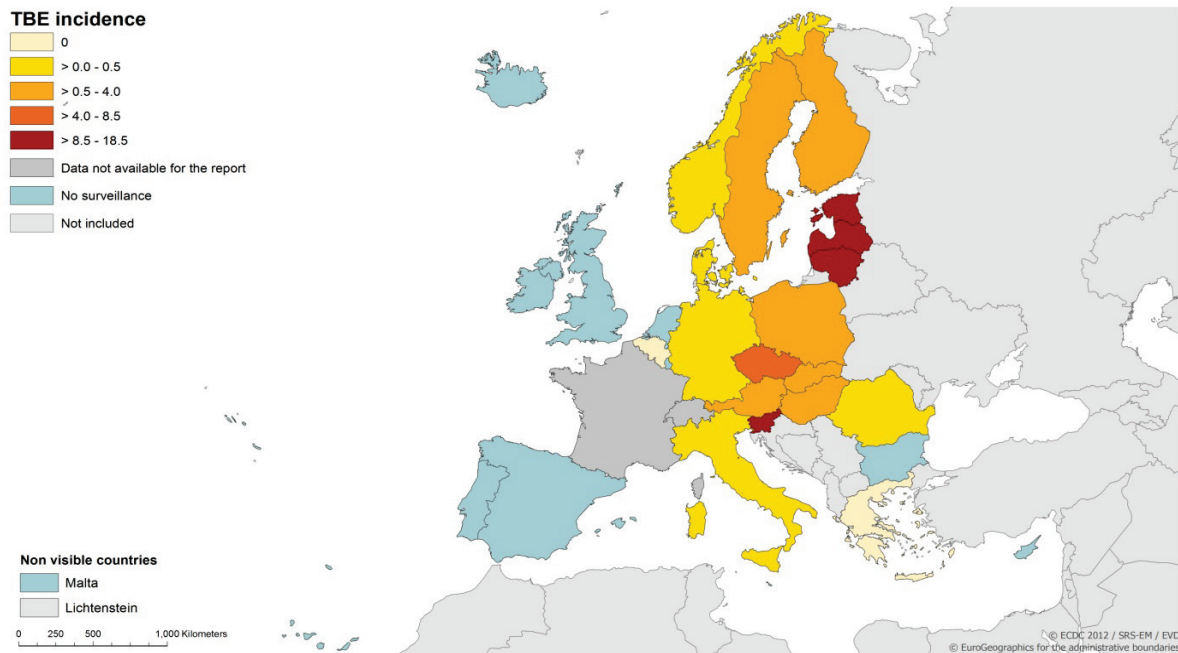 TBE incidence
0
> 0.0 - 0.5
> 0.5 - 4.0
> 4.0 - 8.5
> 8.5 - 18.5
Data not available for the report
No surveillance
Not included
Non visible countries
Malta
Lichtenstein
0 250 500 1,000 Kilometers
© ECDC 2012 / SRS-EM / EVD
© EuroGeographics for the administrative boundaries